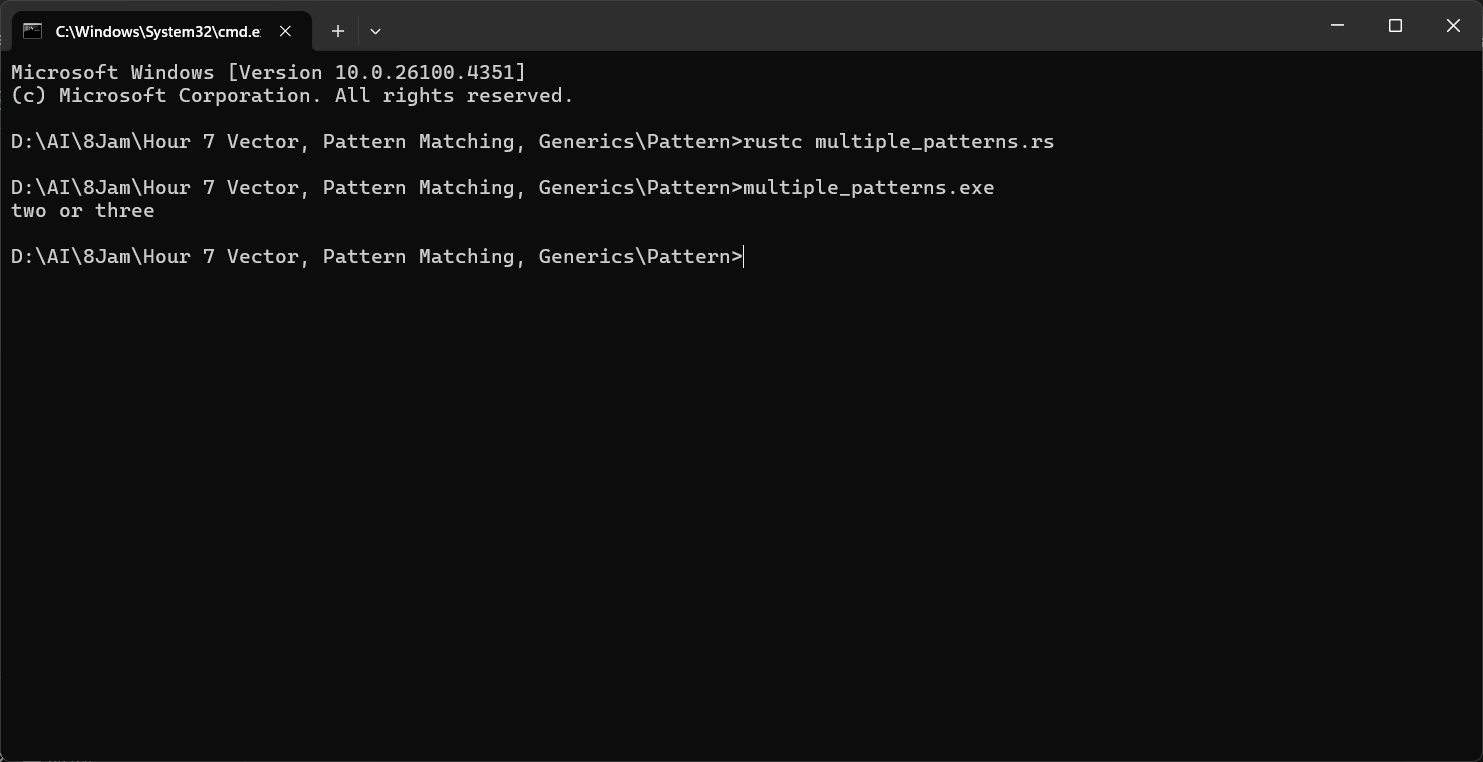 C:\Windows\System32\cmd.e
Microsoft Windows [Version 10.0.26100.4351]
(c) Microsoft Corporation. All rights reserved.
D:\AI\8Jam\Hour 7 Vector, Pattern Matching, Generics\Pattern>rustc multiple_patterns.rs
D:\AI\8Jam\Hour 7 Vector, Pattern Matching, Generics\Pattern>multiple_patterns.exe
two or three
D:\AI\8Jam\Hour 7 Vector, Pattern Matching, Generics\Pattern>